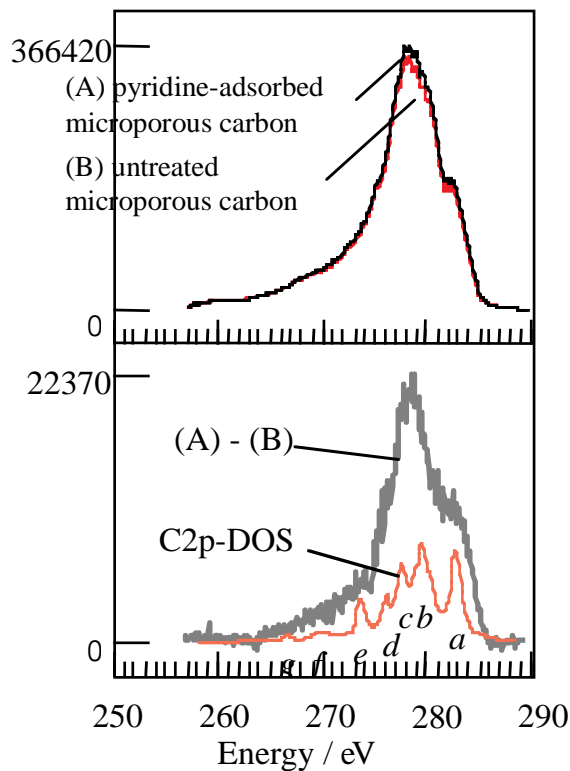 366420
(A) pyridine-adsorbed
microporous carbon
(B) untreated
microporous carbon
0
22370
(A) - (B)
C2p-DOS
0
g f e d c b a
250 260 270 280 290
Energy / eV